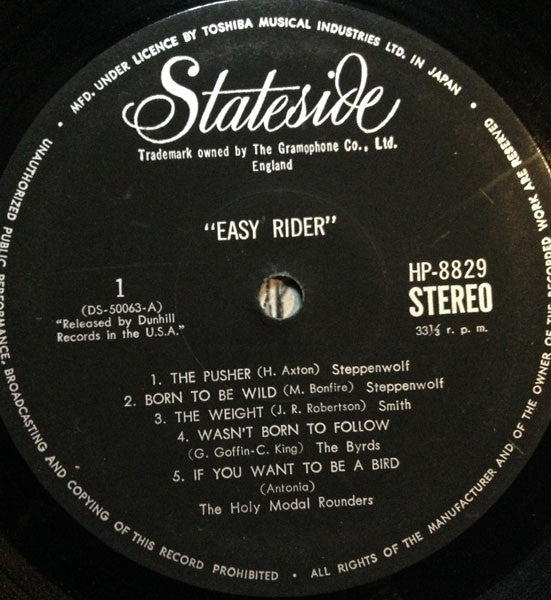 MFD. UNDER LICENCE BY TOSHIBA MUSICAL INDUSTRIES LTD. IN JAPAN •
Stateside
Trademark owned by The Gramophone Co., Ltd.
England
"EASY RIDER"
1
(DS-50063-A)
"Released by Dunhill
Records in the U.S.A."
HP-8829
STEREO
33⅓ r. p. m.
1. THE PUSHER (H. Axton) Steppenwolf
2. BORN TO BE WILD (M. Bonfire) Steppenwolf
3. THE WEIGHT (J. R. Robertson) Smith
4. WASN'T BORN TO FOLLOW
(G. Goffin-C. King) The Byrds
5. IF YOU WANT TO BE A BIRD
(Antonia)
The Holy Modal Rounders
• ALL RIGHTS OF THE MANUFACTURER AND OF THE OWNER OF THE RECORDED WORK ARE RESERVED
• UNAUTHORIZED PUBLIC PERFORMANCE, BROADCASTING AND COPYING OF THIS RECORD PROHIBITED